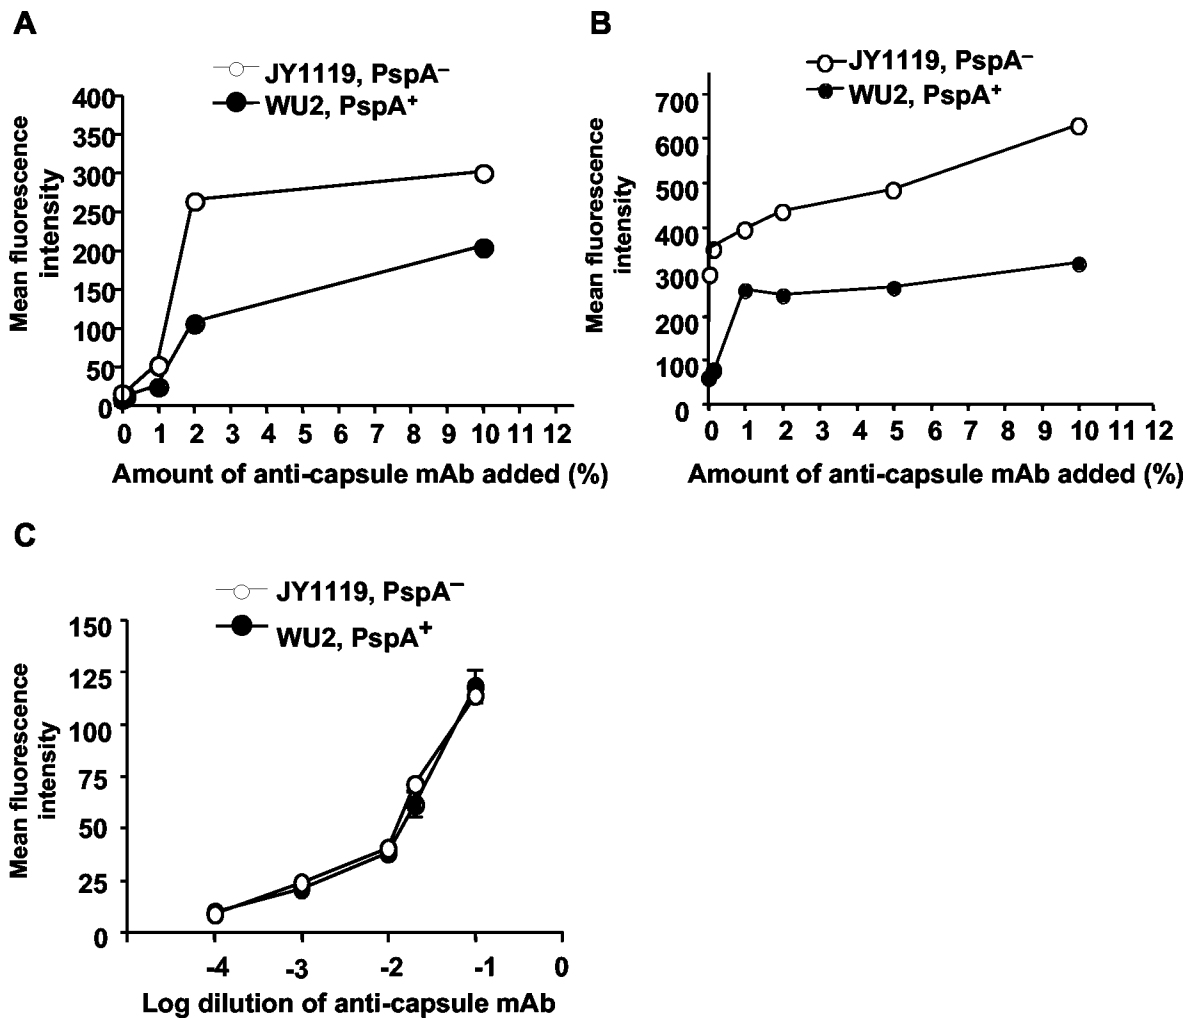 A
JY1119, PspA–
WU2, PspA+
Mean fluorescence
intensity
400
350
300
250
200
150
100
50
0
0 1 2 3 4 5 6 7 8 9 10 11 12
Amount of anti-capsule mAb added (%)
B
JY1119, PspA–
WU2, PspA+
Mean fluorescence
intensity
700
600
500
400
300
200
100
0
0 1 2 3 4 5 6 7 8 9 10 11 12
Amount of anti-capsule mAb added (%)
C
JY1119, PspA–
WU2, PspA+
Mean fluorescence
intensity
150
125
100
75
50
25
0
-4 -3 -2 -1 0
Log dilution of anti-capsule mAb